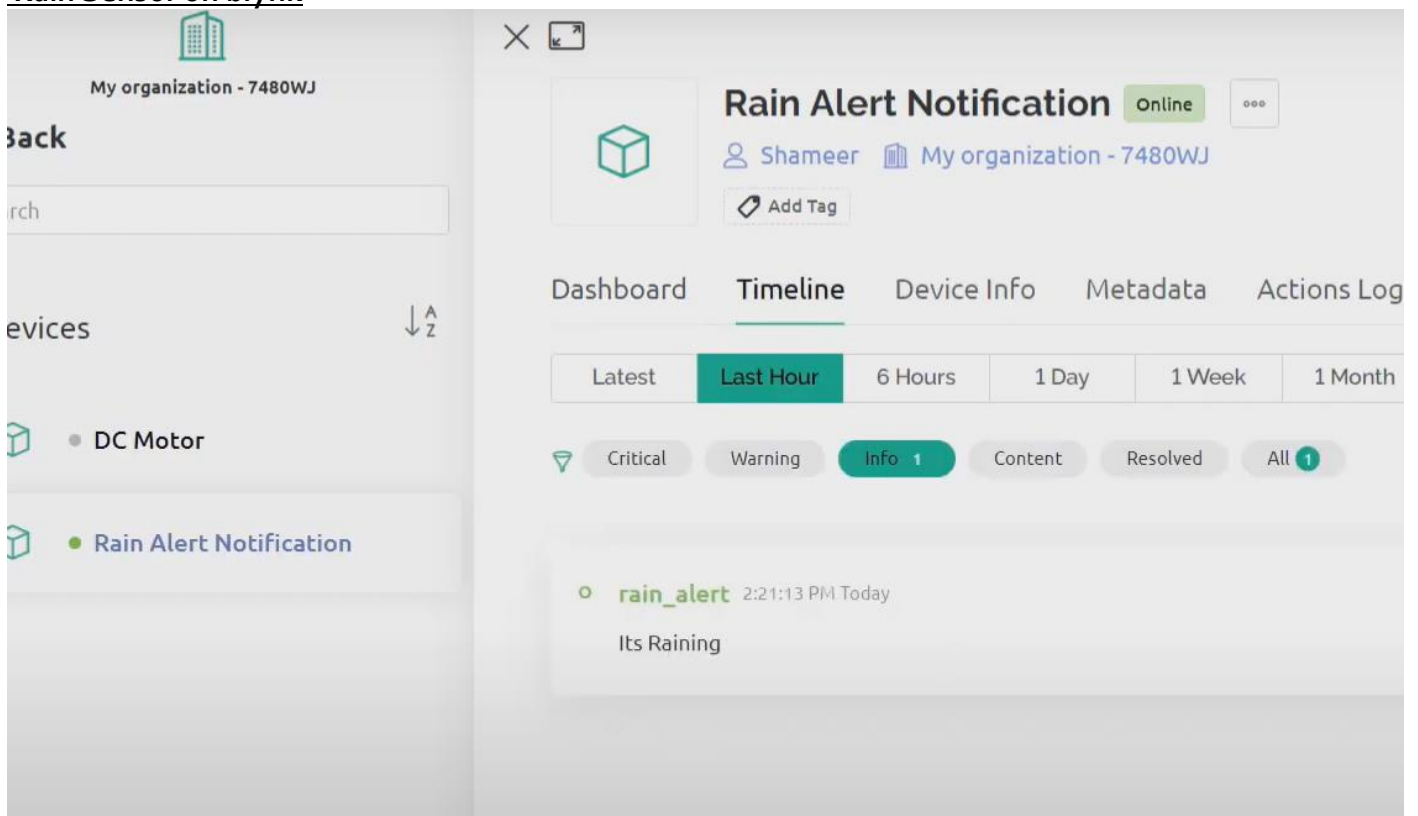 My organization - 7480WJ
Back
rch
evices
A
Z
DC Motor
Rain Alert Notification
Rain Alert Notification Online
Shameer My organization - 7480WJ
Add Tag
Dashboard Timeline Device Info Metadata Actions Log
Latest Last Hour 6 Hours 1 Day 1 Week 1 Month
Critical Warning Info 1 Content Resolved All 1
rain_alert 2:21:13 PM Today
Its Raining